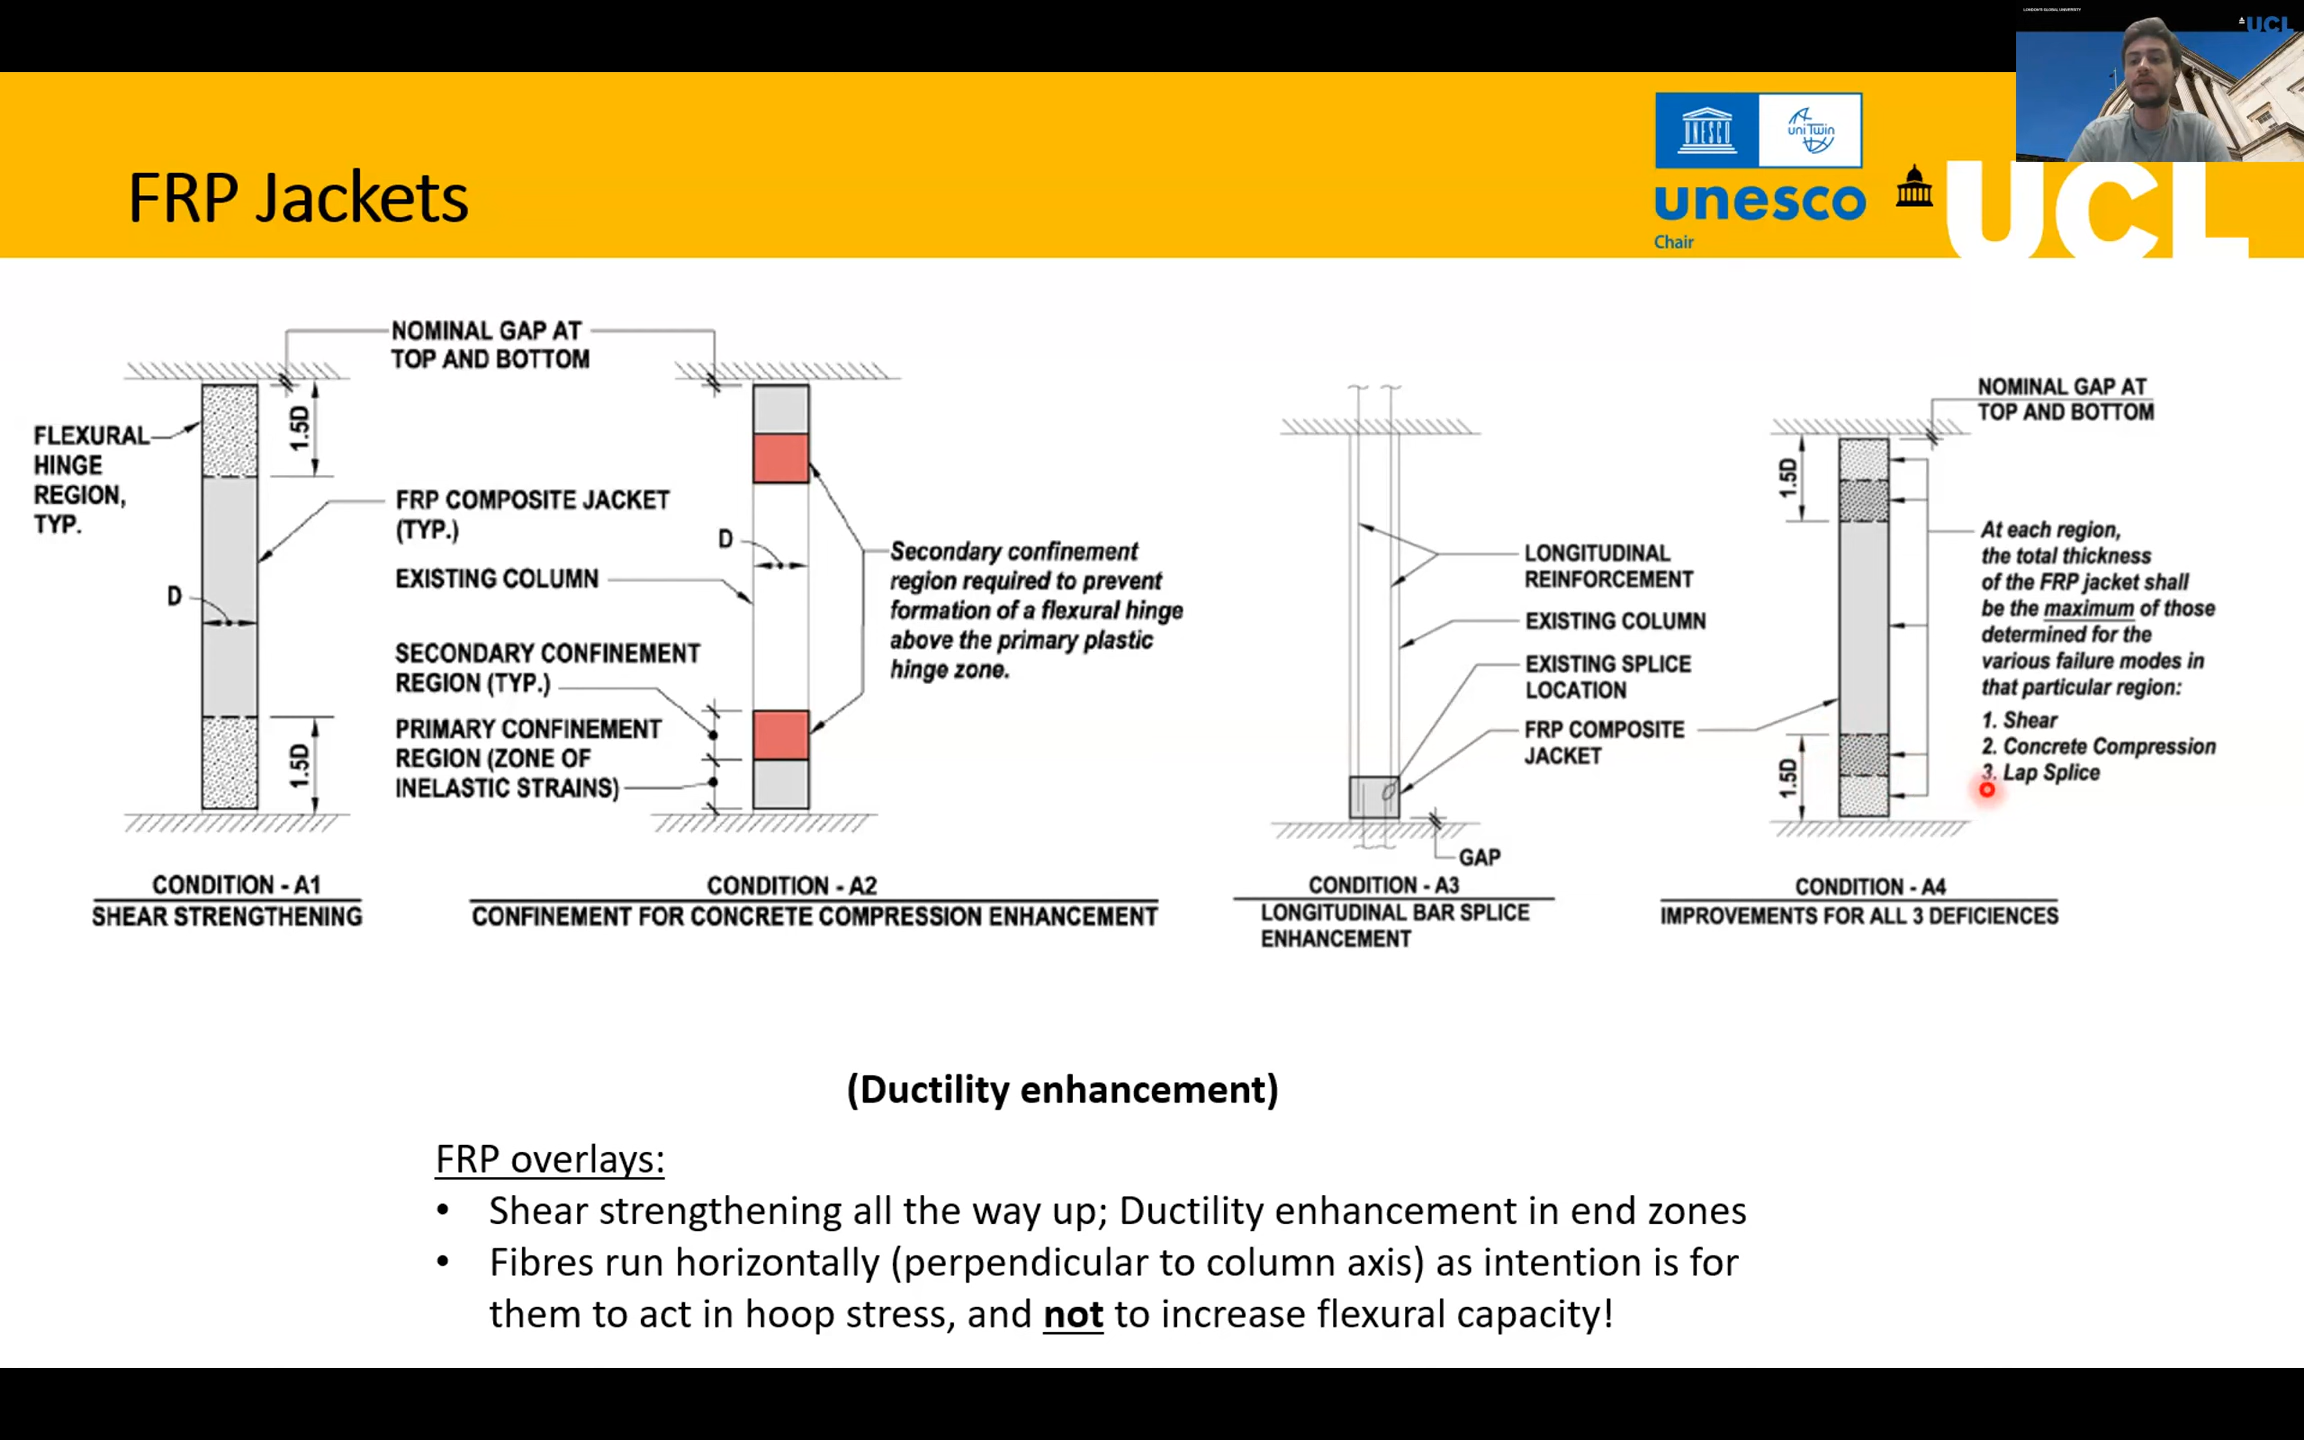 LONDON'S GLOBAL UNIVERSITY
UCL
FRP Jackets
UNESCO
uni Twin
unesco
Chair
UCL
NOMINAL GAP AT
TOP AND BOTTOM
FLEXURAL
HINGE
REGION,
TYP.
1.5D
FRP COMPOSITE JACKET
(TYP.)
D
EXISTING COLUMN
D
SECONDARY CONFINEMENT
REGION (TYP.)
PRIMARY CONFINEMENT
REGION (ZONE OF
INELASTIC STRAINS)
1.5D
Secondary confinement
region required to prevent
formation of a flexural hinge
above the primary plastic
hinge zone.
CONDITION - A1
SHEAR STRENGTHENING
CONDITION - A2
CONFINEMENT FOR CONCRETE COMPRESSION ENHANCEMENT
LONGITUDINAL
REINFORCEMENT
EXISTING COLUMN
EXISTING SPLICE
LOCATION
FRP COMPOSITE
JACKET
GAP
CONDITION - A3
LONGITUDINAL BAR SPLICE
ENHANCEMENT
NOMINAL GAP AT
TOP AND BOTTOM
1.5D
1.5D
At each region,
the total thickness
of the FRP jacket shall
be the maximum of those
determined for the
various failure modes in
that particular region:
1. Shear
2. Concrete Compression
3. Lap Splice
CONDITION - A4
IMPROVEMENTS FOR ALL 3 DEFICIENCES
(Ductility enhancement)
FRP overlays:
• Shear strengthening all the way up; Ductility enhancement in end zones
• Fibres run horizontally (perpendicular to column axis) as intention is for
them to act in hoop stress, and not to increase flexural capacity!